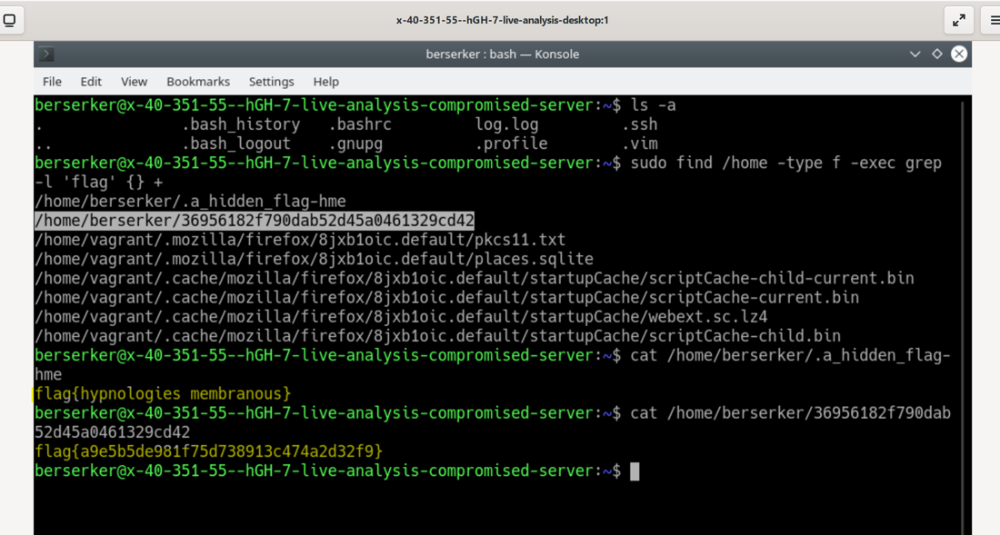 x-40-351-55--hGH-7-live-analysis-desktop:1
berserker : bash — Konsole
File Edit View Bookmarks Settings Help
berserker@x-40-351-55--hGH-7-live-analysis-compromised-server:~$ ls -a
. .bash_history .bashrc log.log .ssh
.. .bash_logout .gnupg .profile .vim
berserker@x-40-351-55--hGH-7-live-analysis-compromised-server:~$ sudo find /home -type f -exec grep
-l 'flag' {} +
/home/berserker/.a_hidden_flag-hme
/home/berserker/36956182f790dab52d45a0461329cd42
/home/vagrant/.mozilla/firefox/8jxb1oic.default/pkcs11.txt
/home/vagrant/.mozilla/firefox/8jxb1oic.default/places.sqlite
/home/vagrant/.cache/mozilla/firefox/8jxb1oic.default/startupCache/scriptCache-child-current.bin
/home/vagrant/.cache/mozilla/firefox/8jxb1oic.default/startupCache/scriptCache-current.bin
/home/vagrant/.cache/mozilla/firefox/8jxb1oic.default/startupCache/webext.sc.lz4
/home/vagrant/.cache/mozilla/firefox/8jxb1oic.default/startupCache/scriptCache-child.bin
berserker@x-40-351-55--hGH-7-live-analysis-compromised-server:~$ cat /home/berserker/.a_hidden_flag-
hme
flag{hypnologies membranous}
berserker@x-40-351-55--hGH-7-live-analysis-compromised-server:~$ cat /home/berserker/36956182f790dab
52d45a0461329cd42
flag{a9e5b5de981f75d738913c474a2d32f9}
berserker@x-40-351-55--hGH-7-live-analysis-compromised-server:~$